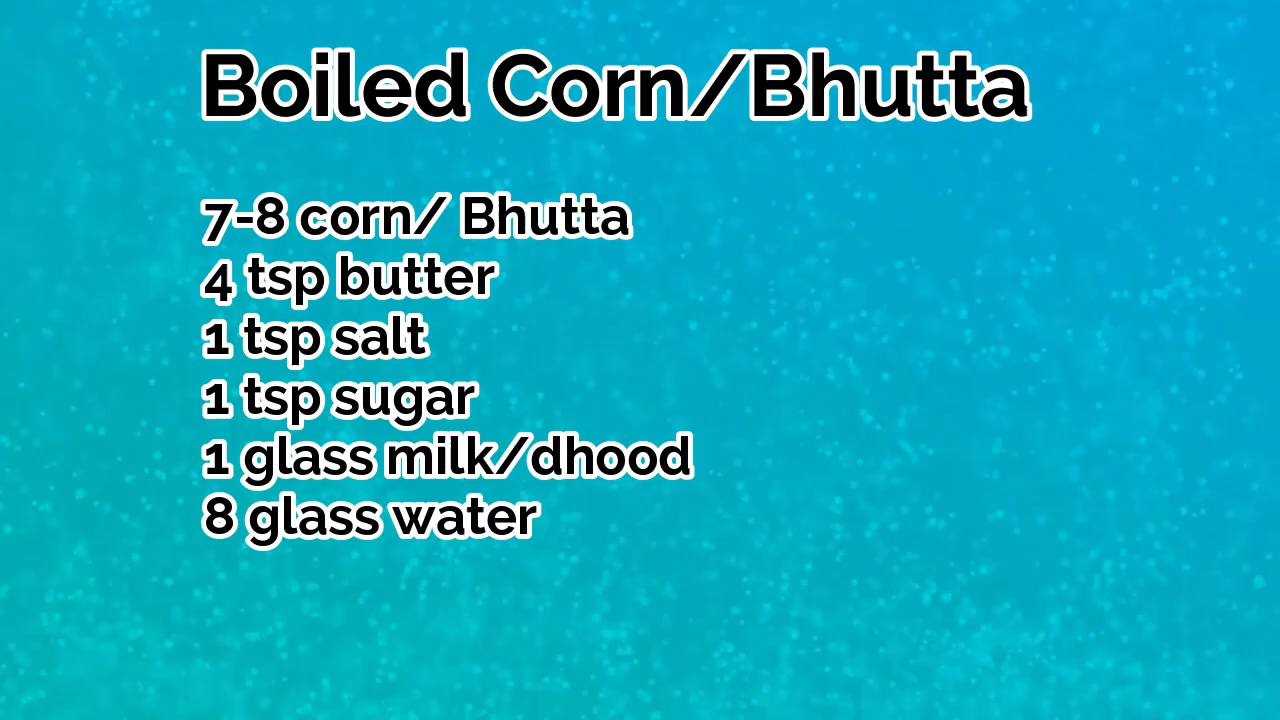 Boiled Corn/Bhutta
7-8 corn/ Bhutta
4 tsp butter
1 tsp salt
1 tsp sugar
1 glass milk/dhood
8 glass water